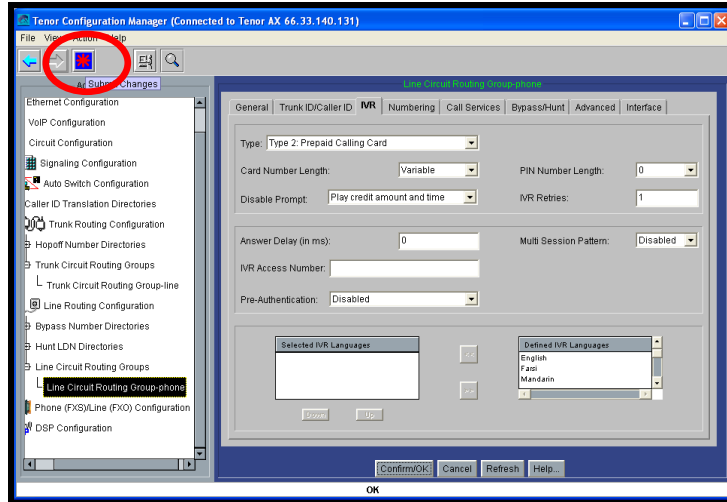 Tenor Configuration Manager (Connected to Tenor AX 66.33.140.131)
File View Action Help
Submit Changes
Line Circuit Routing Group-phone
Ethernet Configuration
VoIP Configuration
Circuit Configuration
Signaling Configuration
Auto Switch Configuration
Caller ID Translation Directories
Trunk Routing Configuration
Hopoff Number Directories
Trunk Circuit Routing Groups
Trunk Circuit Routing Group-line
Line Routing Configuration
Bypass Number Directories
Hunt LDN Directories
Line Circuit Routing Groups
Line Circuit Routing Group-phone
Phone (FXS)/Line (FXO) Configuration
DSP Configuration
General Trunk ID/Caller ID IVR Numbering Call Services Bypass/Hunt Advanced Interface
Type: Type 2: Prepaid Calling Card
Card Number Length: Variable PIN Number Length: 0
Disable Prompt: Play credit amount and time IVR Retries: 1
Answer Delay (in ms): 0 Multi Session Pattern: Disabled
IVR Access Number:
Pre-Authentication: Disabled
Selected IVR Languages Defined IVR Languages
<< English
Farsi
Mandarin
>>
Down Up
Confirm/OK Cancel Refresh Help...
OK